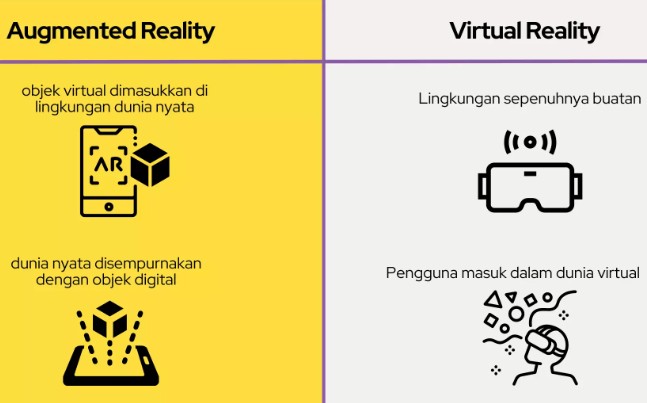 Augmented Reality
Virtual Reality
objek virtual dimasukkan di
lingkungan dunia nyata
AR
Lingkungan sepenuhnya buatan
dunia nyata disempurnakan
dengan objek digital
Pengguna masuk dalam dunia virtual